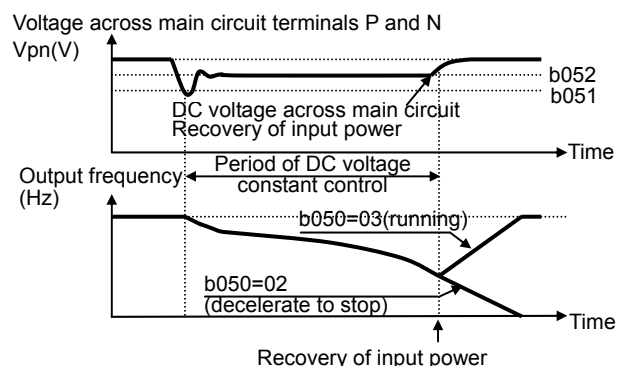 Voltage across main circuit terminals P and N
Vpn(V)
b052
b051
DC voltage across main circuit
Recovery of input power
Time
Output frequency
(Hz)
Period of DC voltage
constant control
b050=03(running)
b050=02
(decelerate to stop)
Time
Recovery of input power